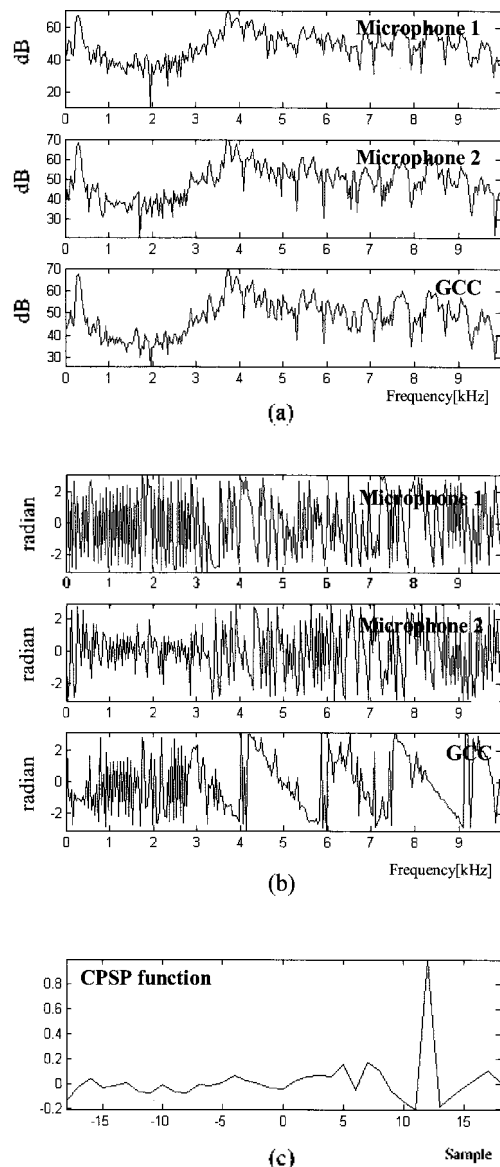 Microphone 1
dB
60
40
20
0 1 2 3 4 5 6 7 8 9
Microphone 2
dB
70
60
50
40
30
0 1 2 3 4 5 6 7 8 9
GCC
dB
70
60
50
40
30
0 1 2 3 4 5 6 7 8 9
Frequency[kHz]
(a)
Microphone 1
radian
2
0
-2
0 1 2 3 4 5 6 7 8 9
Microphone 2
radian
2
0
-2
0 1 2 3 4 5 6 7 8 9
GCC
radian
2
0
-2
0 1 2 3 4 5 6 7 8 9
Frequency[kHz]
(b)
CPSP function
0.8
0.6
0.4
0.2
0
-0.2
-15 -10 -5 0 5 10 15
Sample
(c)